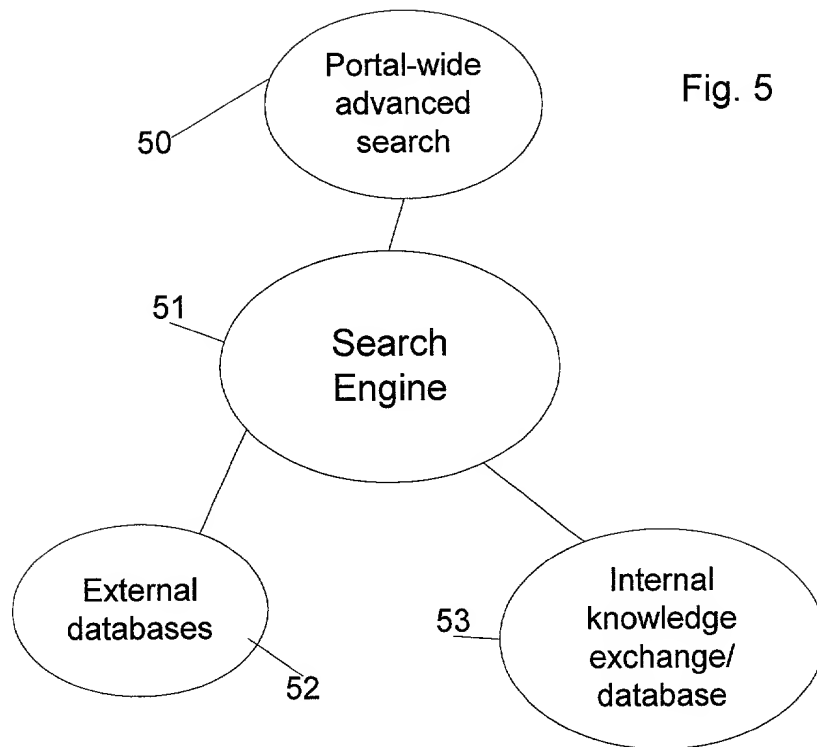 Portal-wide
advanced
search
Fig. 5
50
51
Search
Engine
External
databases
52
53
Internal
knowledge
exchange/
database